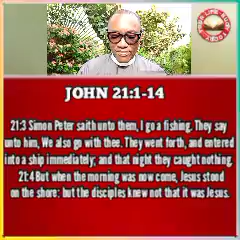 JOHN 21:1-14
21:3 Simon Peter saith unto them, I go a fishing. They say
unto him, We also go with thee. They went forth, and entered
into a ship immediately; and that night they caught nothing.
21:4 But when the morning was now come, Jesus stood
on the shore: but the disciples knew not that it was Jesus.